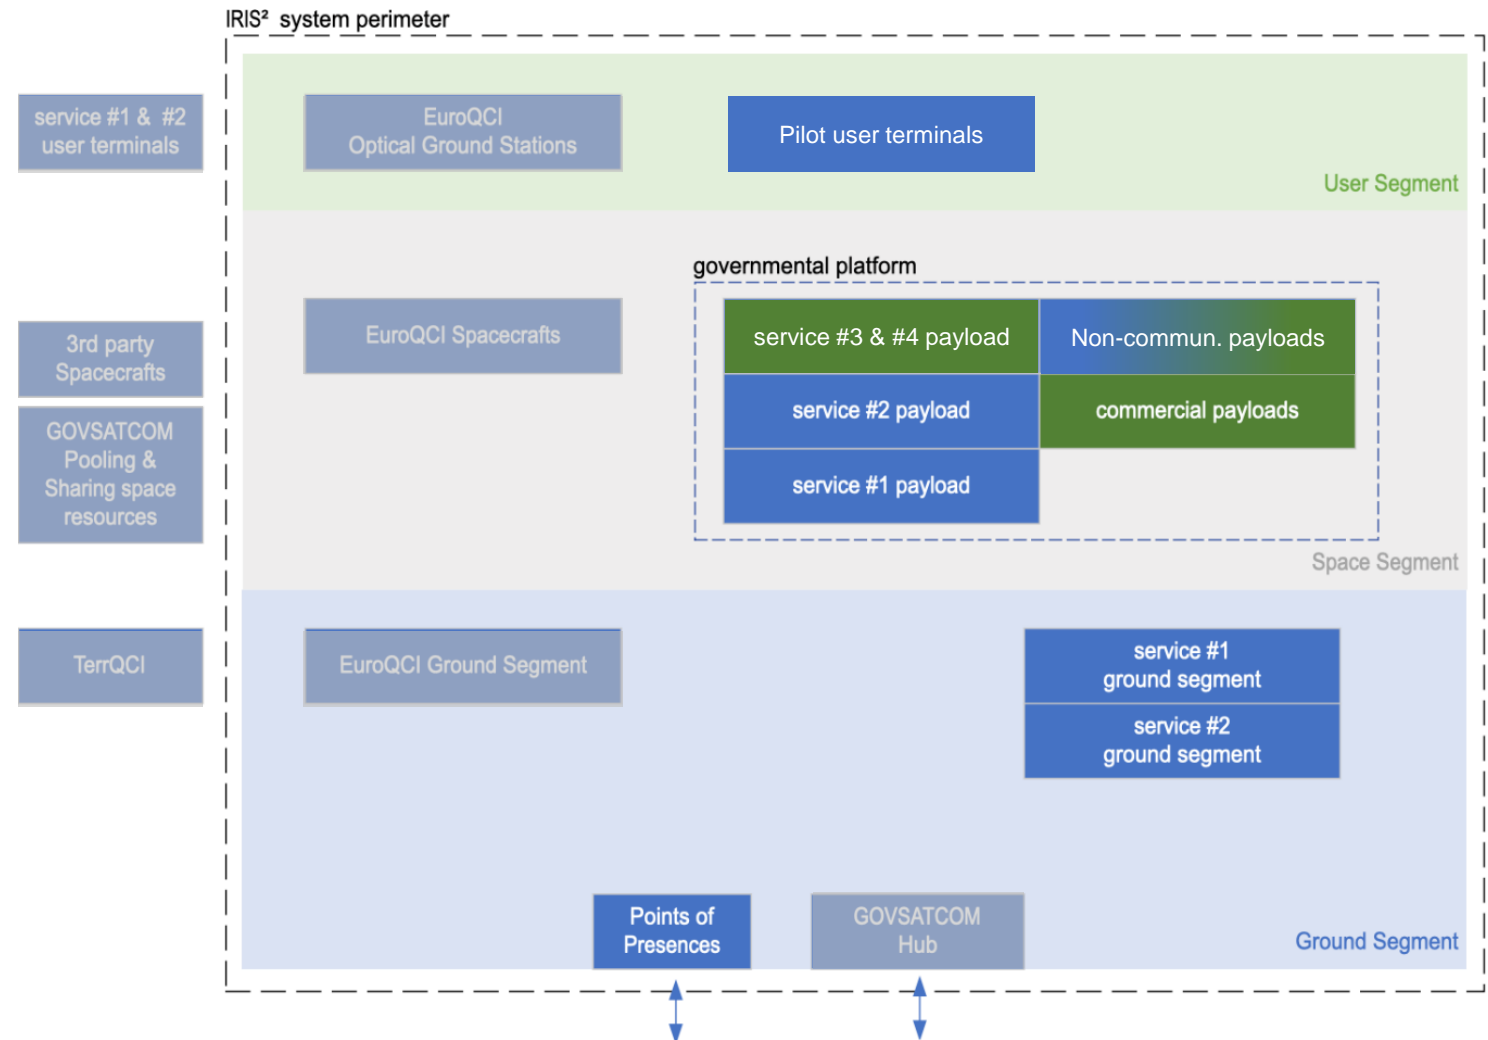 IRIS² system perimeter
service #1 & #2
user terminals
EuroQCI
Optical Ground Stations
Pilot user terminals
User Segment
governmental platform
3rd party
Spacecrafts
EuroQCI Spacecrafts
service #3 & #4 payload
Non-commun. payloads
service #2 payload
commercial payloads
service #1 payload
GOVSATCOM
Pooling &
Sharing space
resources
Space Segment
TerrQCI
EuroQCI Ground Segment
service #1
ground segment
service #2
ground segment
Points of
Presences
GOVSATCOM
Hub
Ground Segment